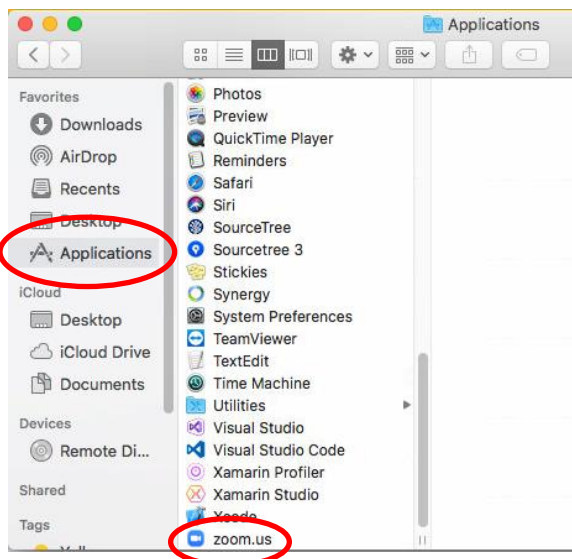 Applications
Favorites
Downloads
AirDrop
Recents
Desktop
Applications
iCloud
Desktop
iCloud Drive
Documents
Devices
Remote Di...
Shared
Tags
Photos
Preview
QuickTime Player
Reminders
Safari
Siri
SourceTree
Sourcetree 3
Stickies
Synergy
System Preferences
TeamViewer
TextEdit
Time Machine
Utilities
Visual Studio
Visual Studio Code
Xamarin Profiler
Xamarin Studio
Xcode
zoom.us